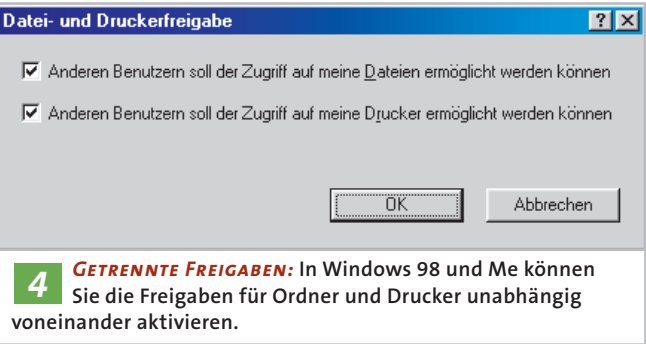 Datei- und Druckerfreigabe
Anderen Benutzern soll der Zugriff auf meine Dateien ermöglicht werden können
Anderen Benutzern soll der Zugriff auf meine Drucker ermöglicht werden können
OK Abbrechen
4 GETRENNTE FREIGABEN: In Windows 98 und Me können
Sie die Freigaben für Ordner und Drucker unabhängig
voneinander aktivieren.